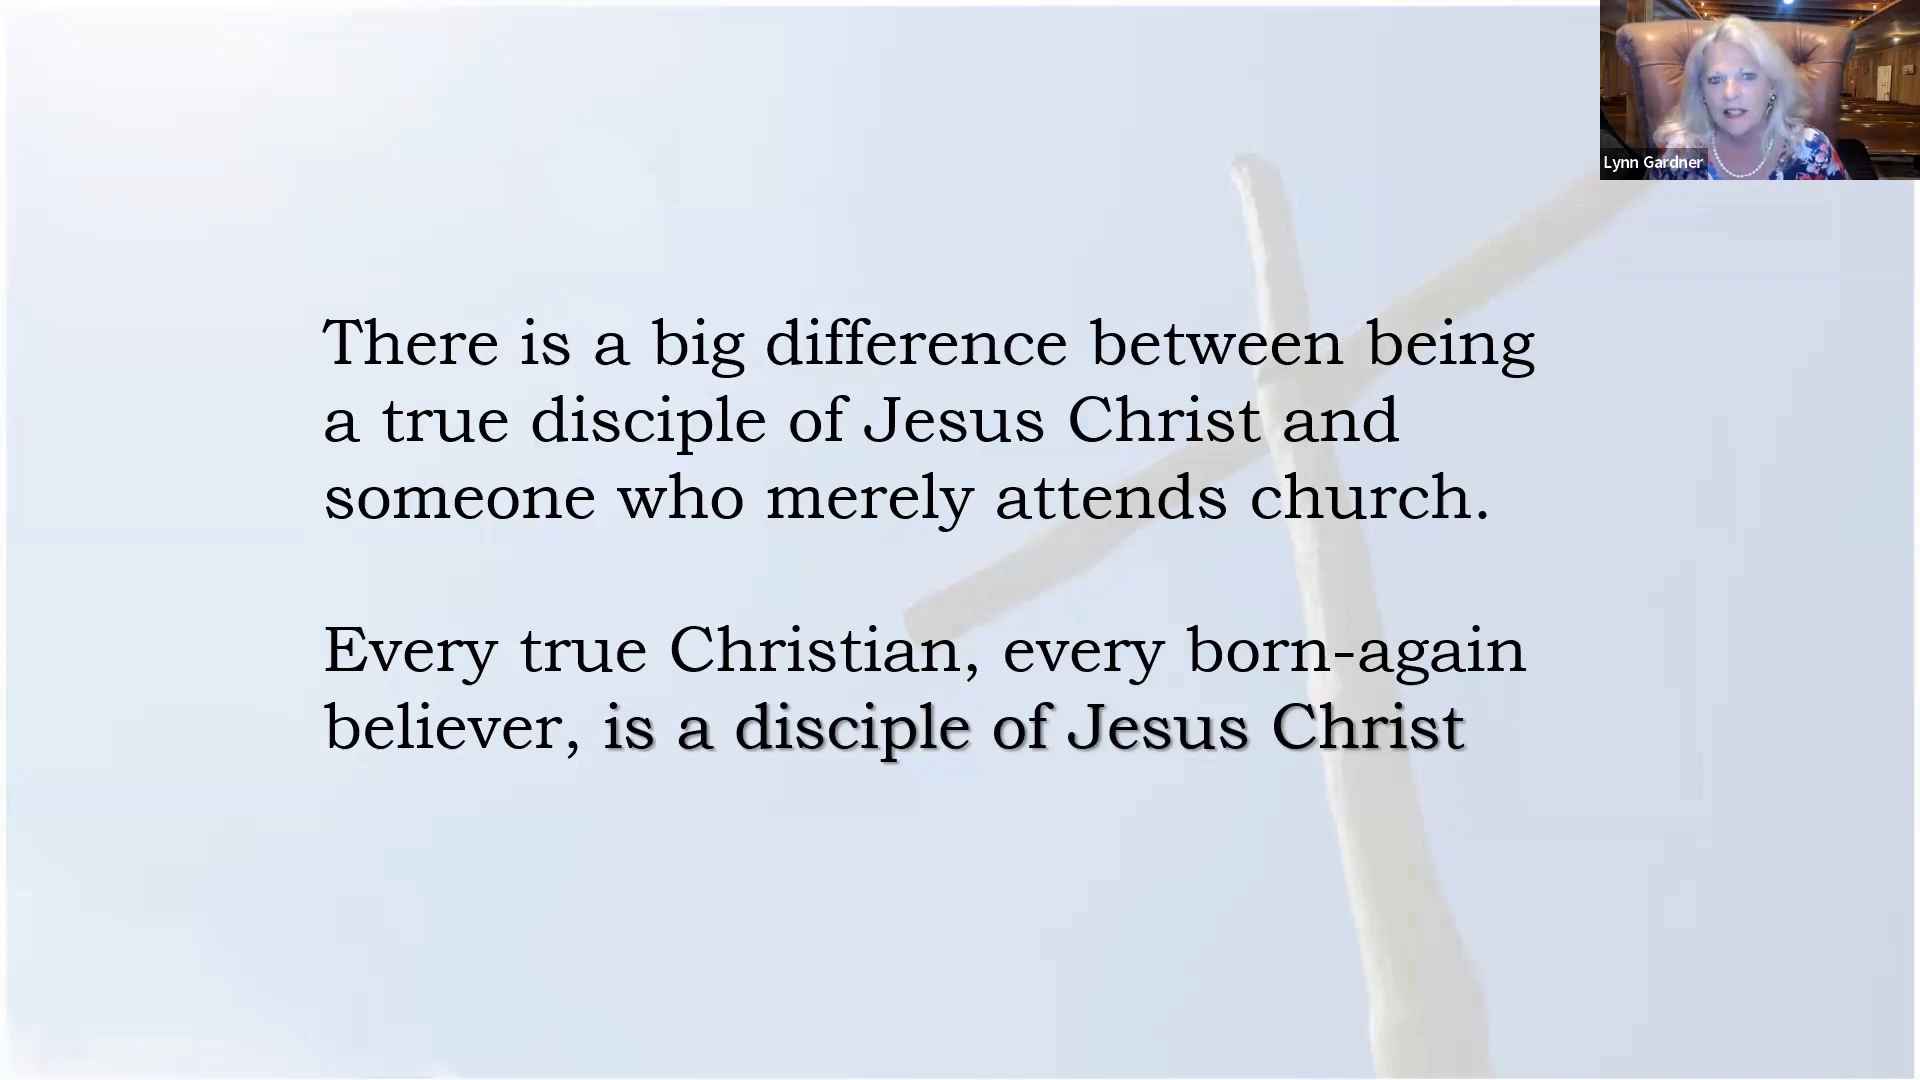 Lynn Gardner
There is a big difference between being
a true disciple of Jesus Christ and
someone who merely attends church.
Every true Christian, every born-again
believer, is a disciple of Jesus Christ